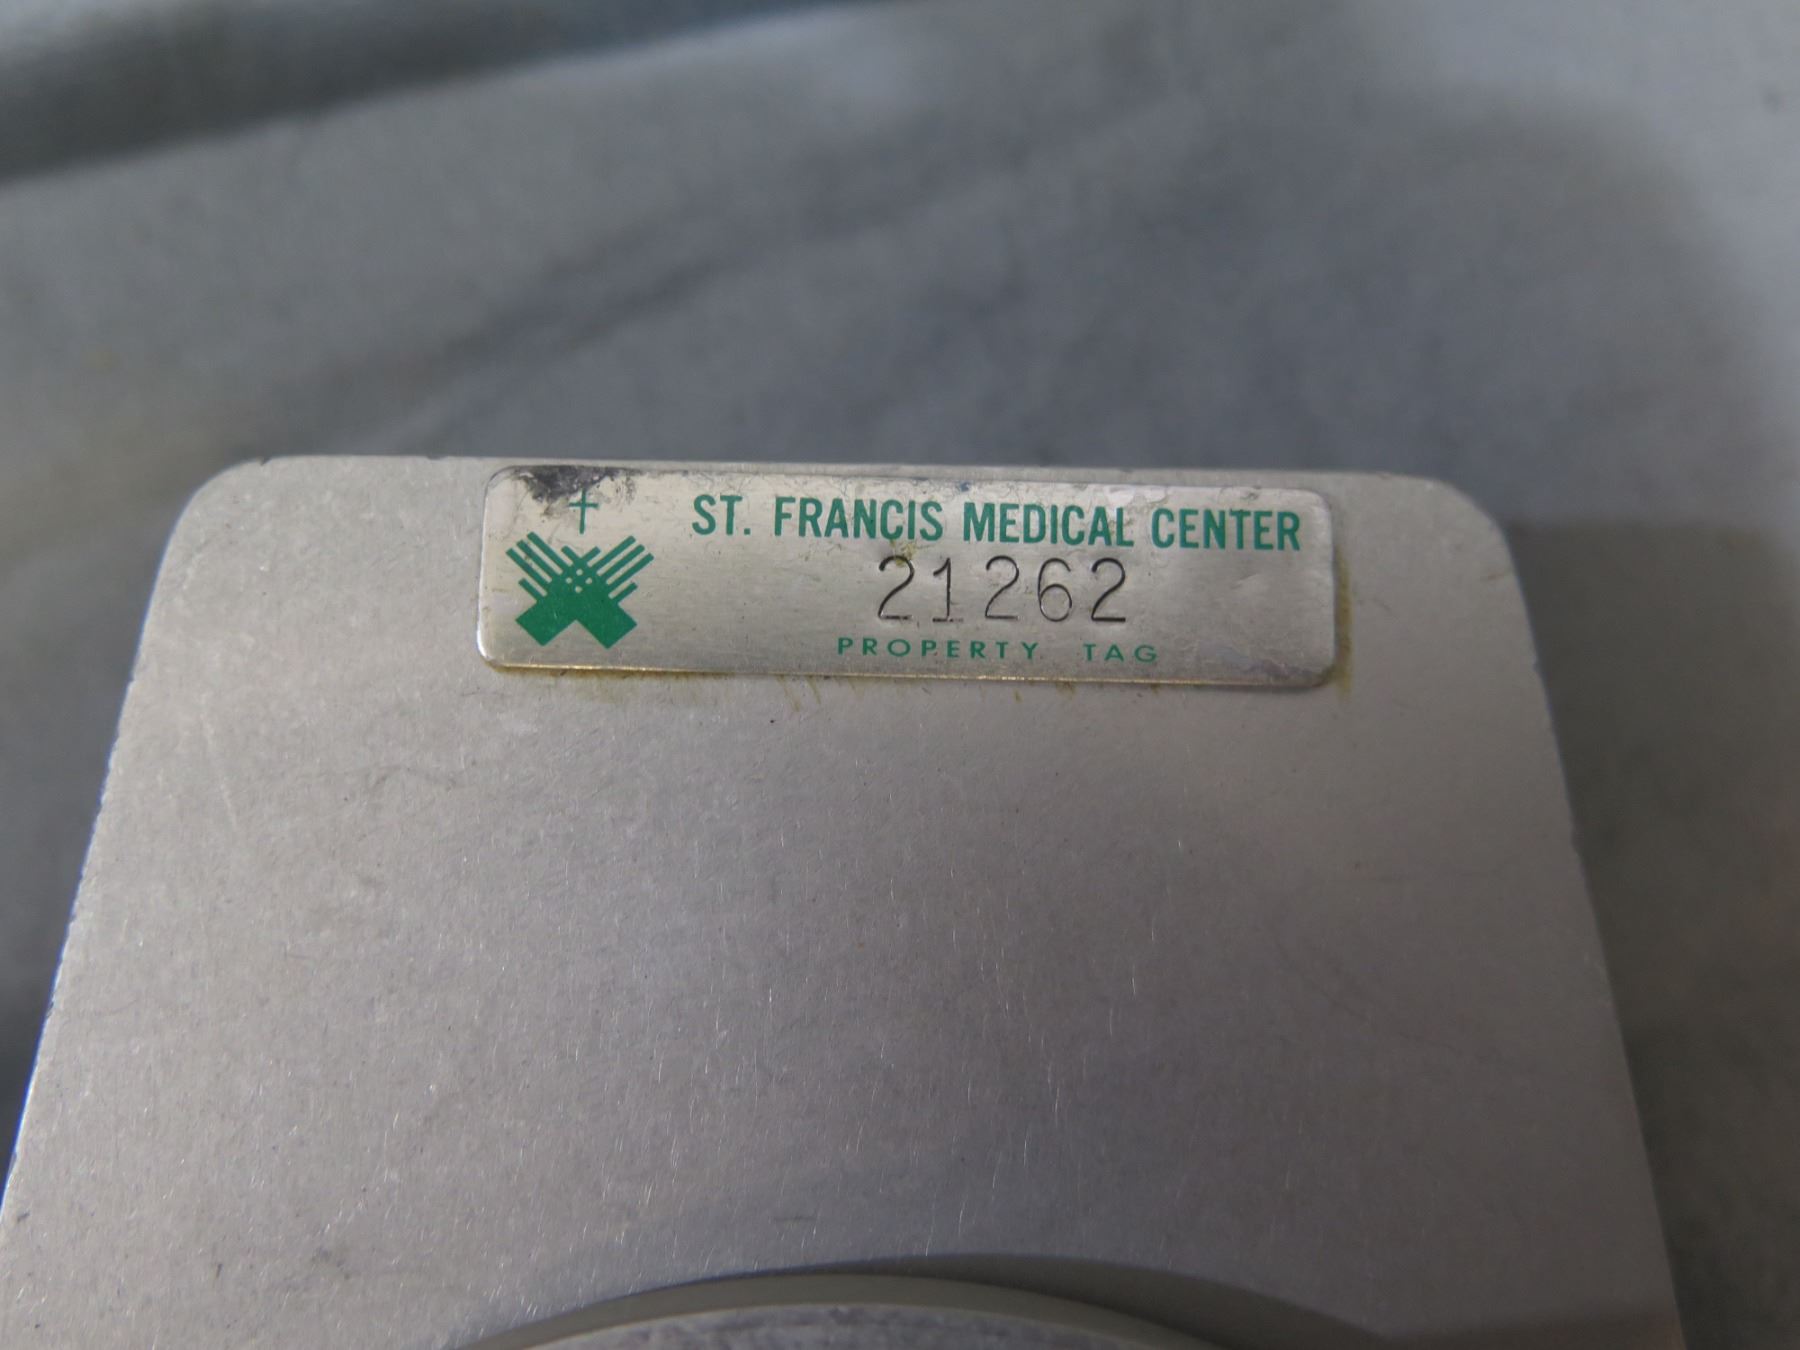 ST. FRANCIS MEDICAL CENTER
21262
PROPERTY TAG